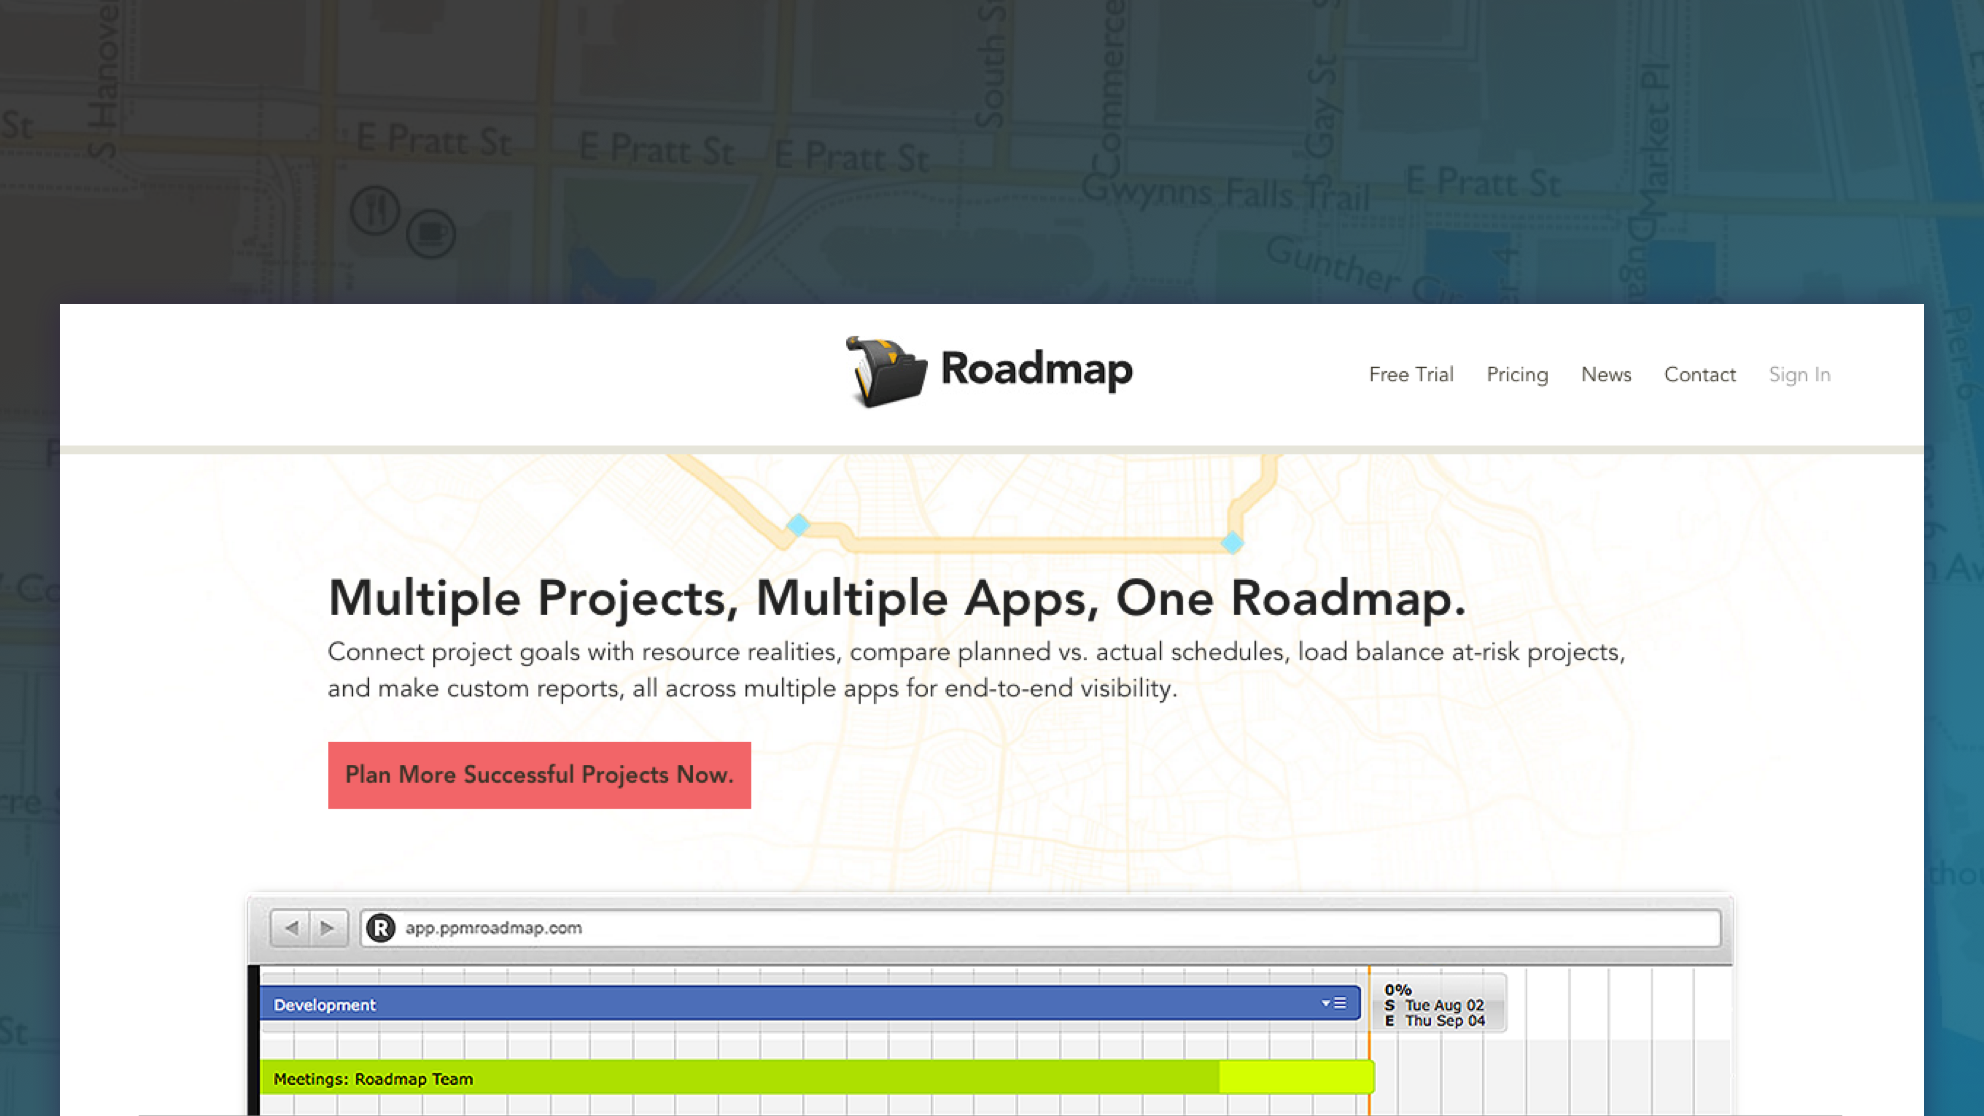 S Hanover
South St
Commerce
S Gay St
Market Pl
St
E Pratt St
E Pratt St
E Pratt St
Gwynns Falls Trail
E Pratt St
Gunther
Pier 6
Roadmap
Free Trial
Pricing
News
Contact
Sign In
Multiple Projects, Multiple Apps, One Roadmap.
Connect project goals with resource realities, compare planned vs. actual schedules, load balance at-risk projects,
and make custom reports, all across multiple apps for end-to-end visibility.
Plan More Successful Projects Now.
R
app.ppmroadmap.com
Development
0%
S Tue Aug 02
E Thu Sep 04
Meetings: Roadmap Team
St